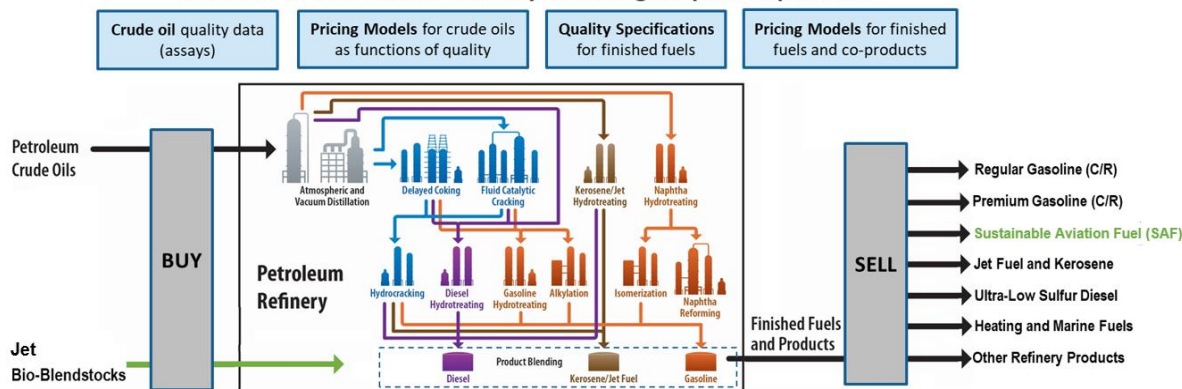 Crude oil quality data
(assays)
Pricing Models for crude oils
as functions of quality
Quality Specifications
for finished fuels
Pricing Models for finished
fuels and co-products
Petroleum
Crude Oils
BUY
Atmospheric and
Vacuum Distillation
Delayed Coking
Fluid Catalytic
Cracking
Kerosene/Jet
Hydrotreating
Naphtha
Hydrotreating
Petroleum
Refinery
Hydrocracking
Diesel
Hydrotreating
Gasoline
Hydrotreating
Alkylation
Isomerization
Naphtha
Reforming
Jet
Bio-Blendstocks
Product Blending
Diesel
Kerosene/Jet Fuel
Gasoline
Finished Fuels
and Products
SELL
Regular Gasoline (C/R)
Premium Gasoline (C/R)
Sustainable Aviation Fuel (SAF)
Jet Fuel and Kerosene
Ultra-Low Sulfur Diesel
Heating and Marine Fuels
Other Refinery Products